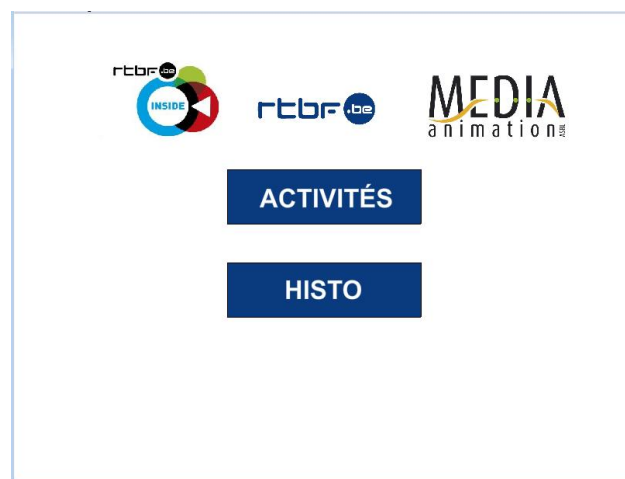 rtbf.be
INSIDE
rtbf.be
MEDIA
animation ASBL
ACTIVITÉS
HISTO